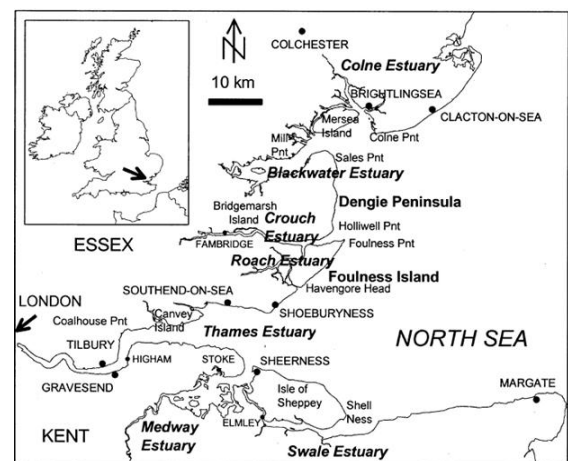 N
COLCHESTER
Colne Estuary
10 km
BRIGHTLINGSEA
Mersea
Island
CLACTON-ON-SEA
Mill
Pnt
Colne Pnt
Sales Pnt
Blackwater Estuary
Bridgemarsh
Island
Dengie Peninsula
Crouch
Estuary
Holliwell Pnt
ESSEX
FAMBRIDGE
Foulness Pnt
Roach Estuary
Foulness Island
SOUTHEND-ON-SEA
Havengore Head
LONDON
Canvey
Island
SHOEBURYNESS
Coalhouse Pnt
Thames Estuary
NORTH SEA
TILBURY
HIGHAM
STOKE
SHEERNESS
GRAVESEND
Isle of
Sheppey
MARGATE
Shell
Ness
KENT
Medway
Estuary
ELMLEY
Swale Estuary